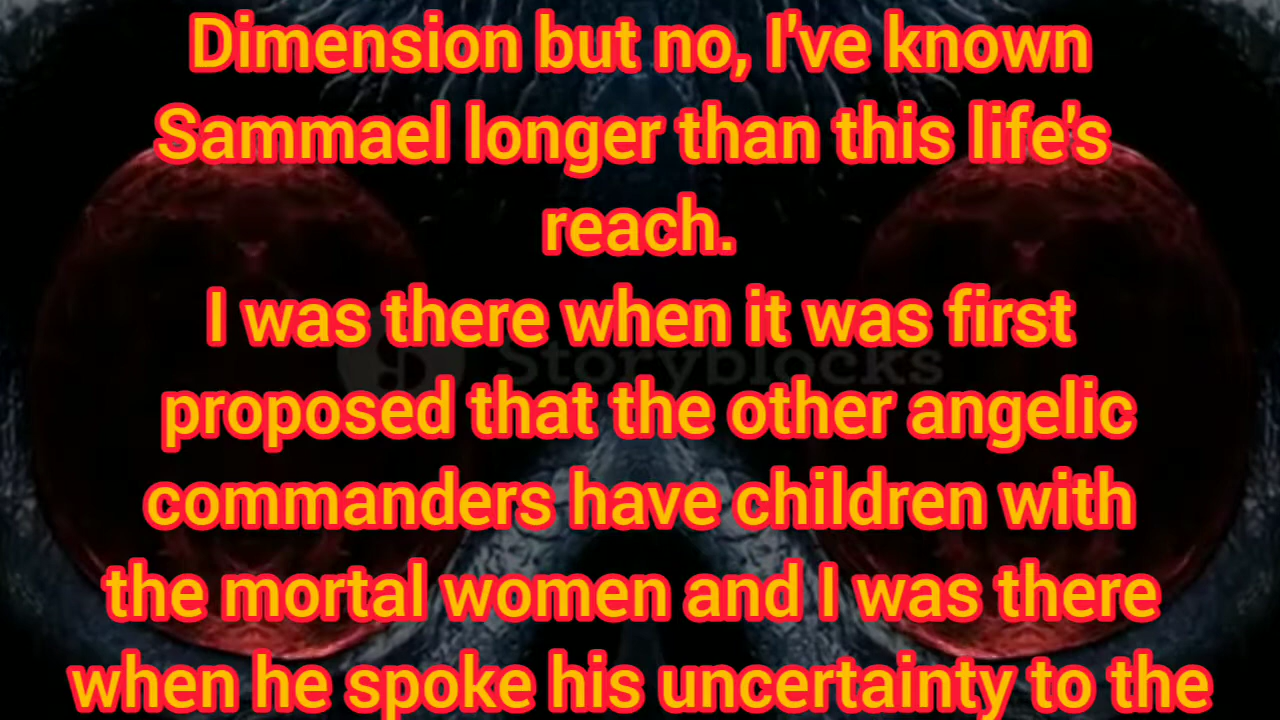 Dimension but no, I've known
Sammael longer than this life's
reach.
I was there when it was first
Storyblocks
proposed that the other angelic
commanders have children with
the mortal women and I was there
when he spoke his uncertainty to the